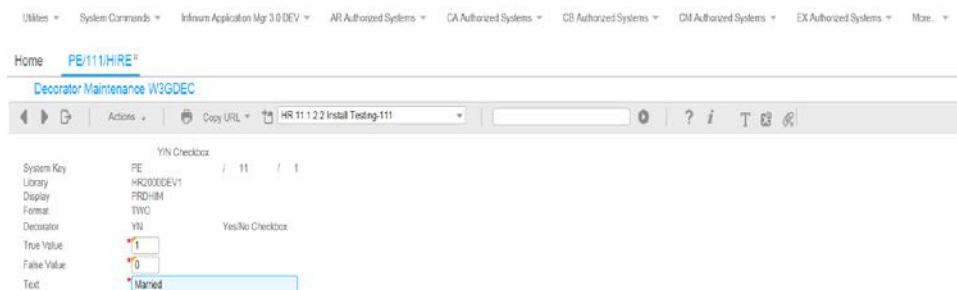 Utilities System Commands Infinium Application Mgr 3.0 DEV AR Authorized Systems CA Authorized Systems CB Authorized Systems CM Authorized Systems EX Authorized Systems More..
Home PE/111/HIRE
Decorator Maintenance W3GDEC
Actions Copy URL HR 11.1.2.2 Install Testing-111 ? i T
Y/N Checkbox
System Key PE / 11 / 1
Library HR2000DEV1
Display PRDHIM
Format TWO
Decorator YN Yes/No Checkbox
True Value * 1
False Value * 0
Text * Married